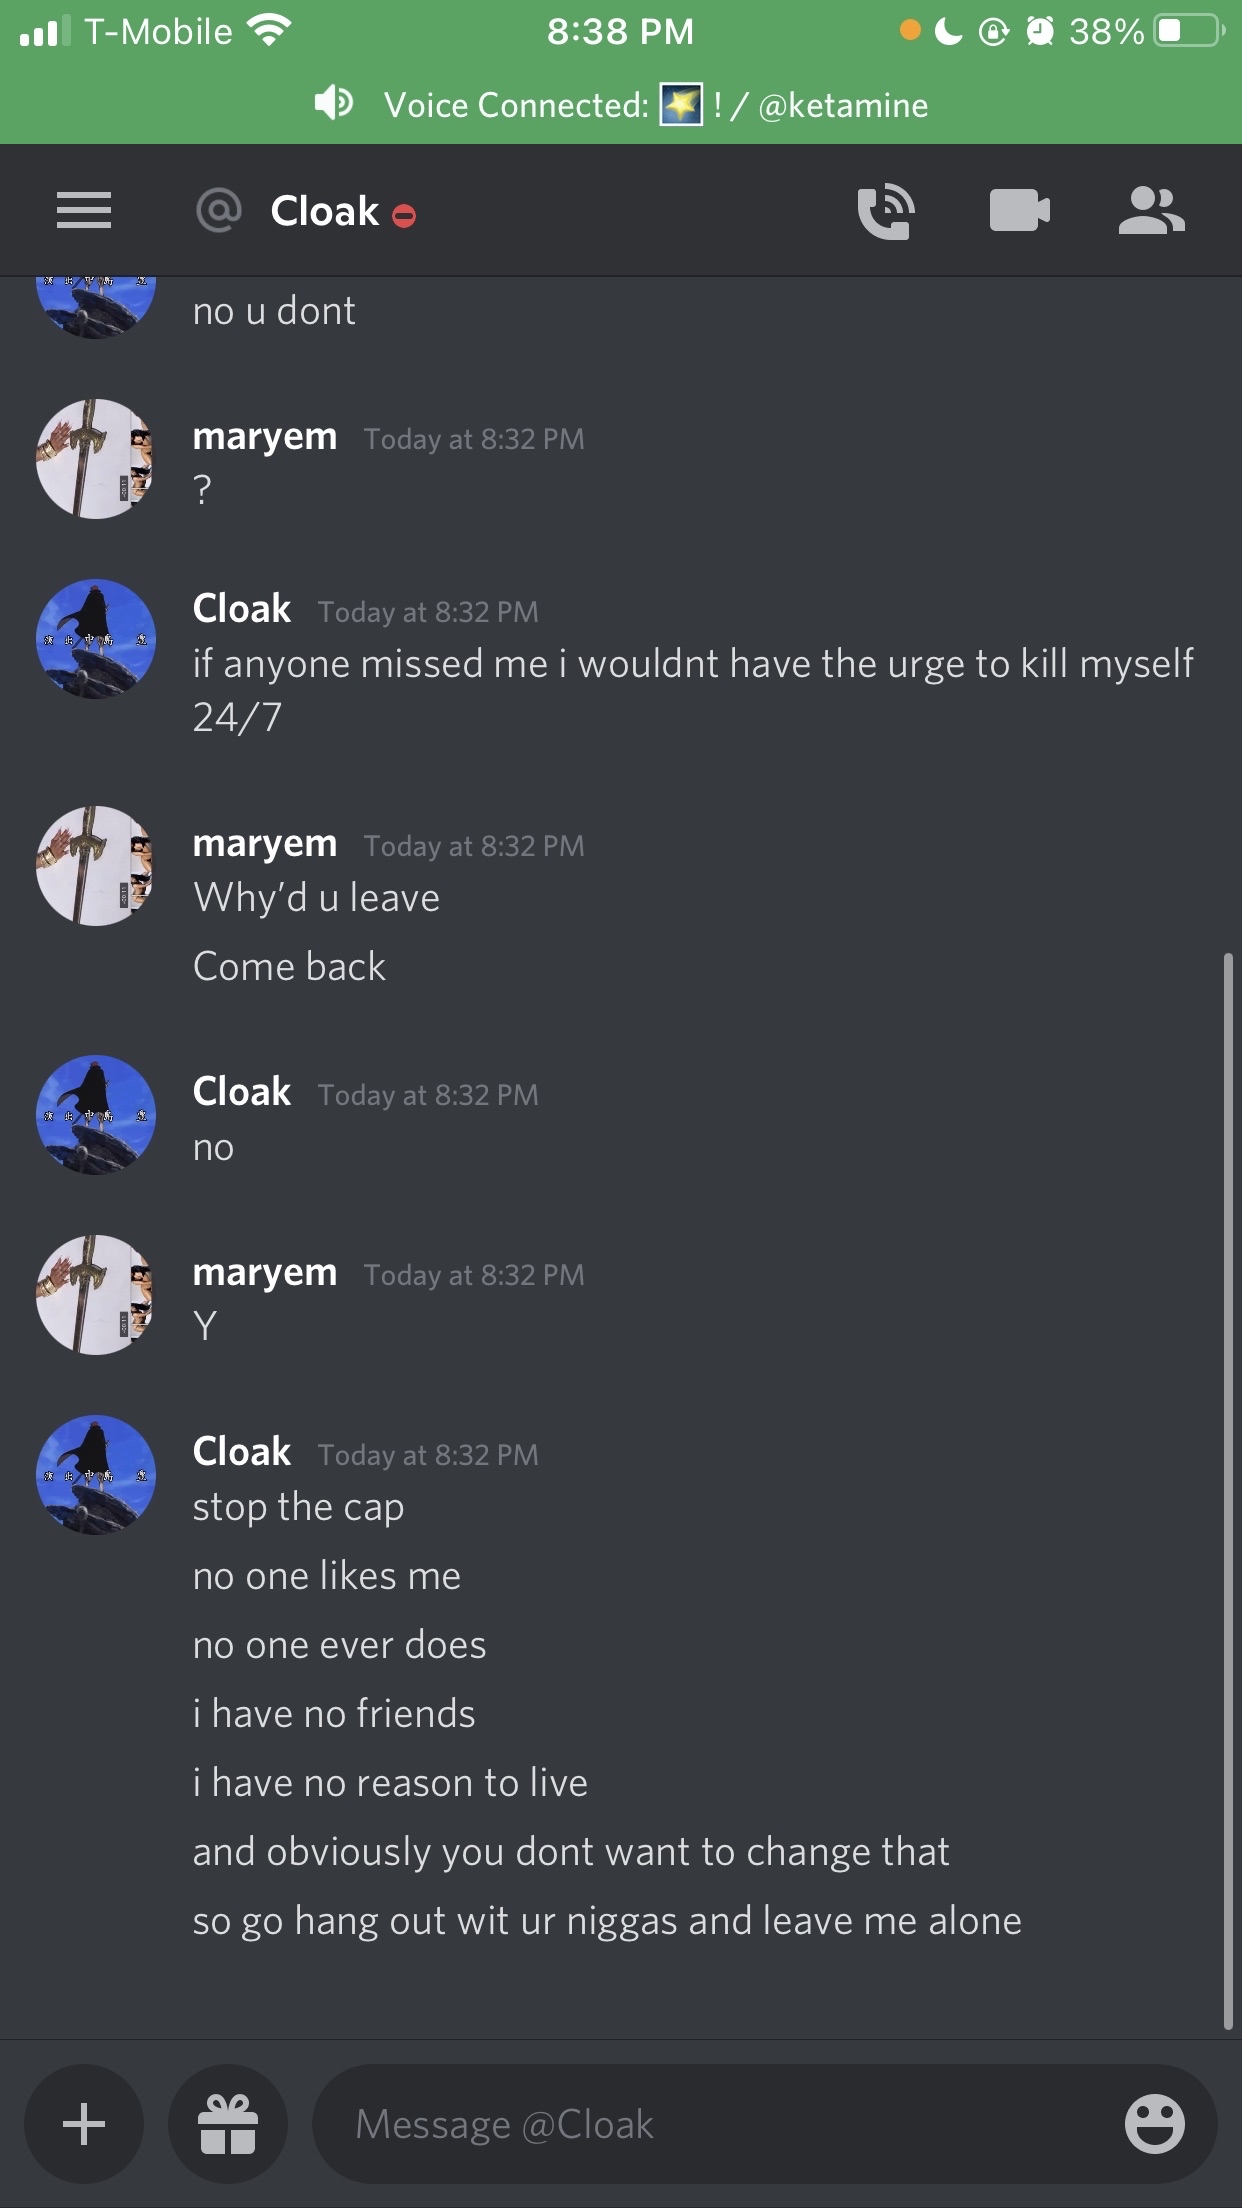 T-Mobile 8:38 PM 38%
Voice Connected: ! / @ketamine
@ Cloak
no u dont
maryem Today at 8:32 PM
?
Cloak Today at 8:32 PM
if anyone missed me i wouldnt have the urge to kill myself
24/7
maryem Today at 8:32 PM
Why’d u leave
Come back
Cloak Today at 8:32 PM
no
maryem Today at 8:32 PM
Y
Cloak Today at 8:32 PM
stop the cap
no one likes me
no one ever does
i have no friends
i have no reason to live
and obviously you dont want to change that
so go hang out wit ur niggas and leave me alone
Message @Cloak